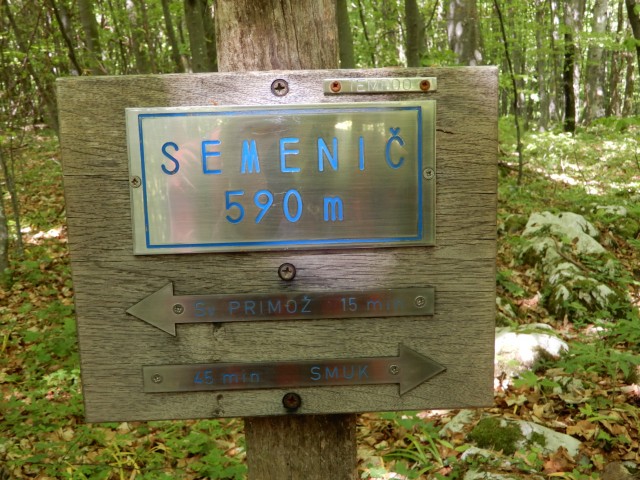 SEMENIČ
590 m
Sv. PRIMOŽ 15 min
45 min SMUK